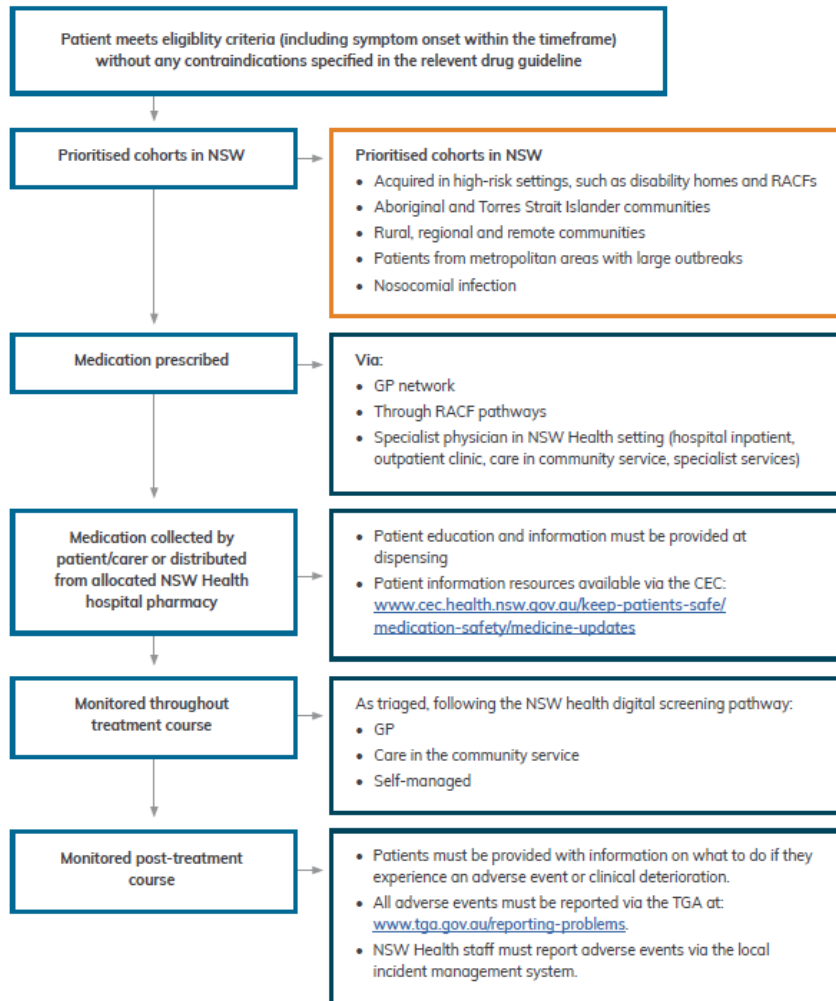 Patient meets eligiblity criteria (including symptom onset within the timeframe)
without any contraindications specified in the relevent drug guideline
Prioritised cohorts in NSW
Prioritised cohorts in NSW
• Acquired in high-risk settings, such as disability homes and RACFs
• Aboriginal and Torres Strait Islander communities
• Rural, regional and remote communities
• Patients from metropolitan areas with large outbreaks
• Nosocomial infection
Medication prescribed
Via:
• GP network
• Through RACF pathways
• Specialist physician in NSW Health setting (hospital inpatient,
outpatient clinic, care in community service, specialist services)
Medication collected by
patient/carer or distributed
from allocated NSW Health
hospital pharmacy
• Patient education and information must be provided at
dispensing
• Patient information resources available via the CEC:
www.cec.health.nsw.gov.au/keep-patients-safe/
medication-safety/medicine-updates
Monitored throughout
treatment course
As triaged, following the NSW health digital screening pathway:
• GP
• Care in the community service
• Self-managed
Monitored post-treatment
course
• Patients must be provided with information on what to do if they
experience an adverse event or clinical deterioration.
• All adverse events must be reported via the TGA at:
www.tga.gov.au/reporting-problems.
• NSW Health staff must report adverse events via the local
incident management system.